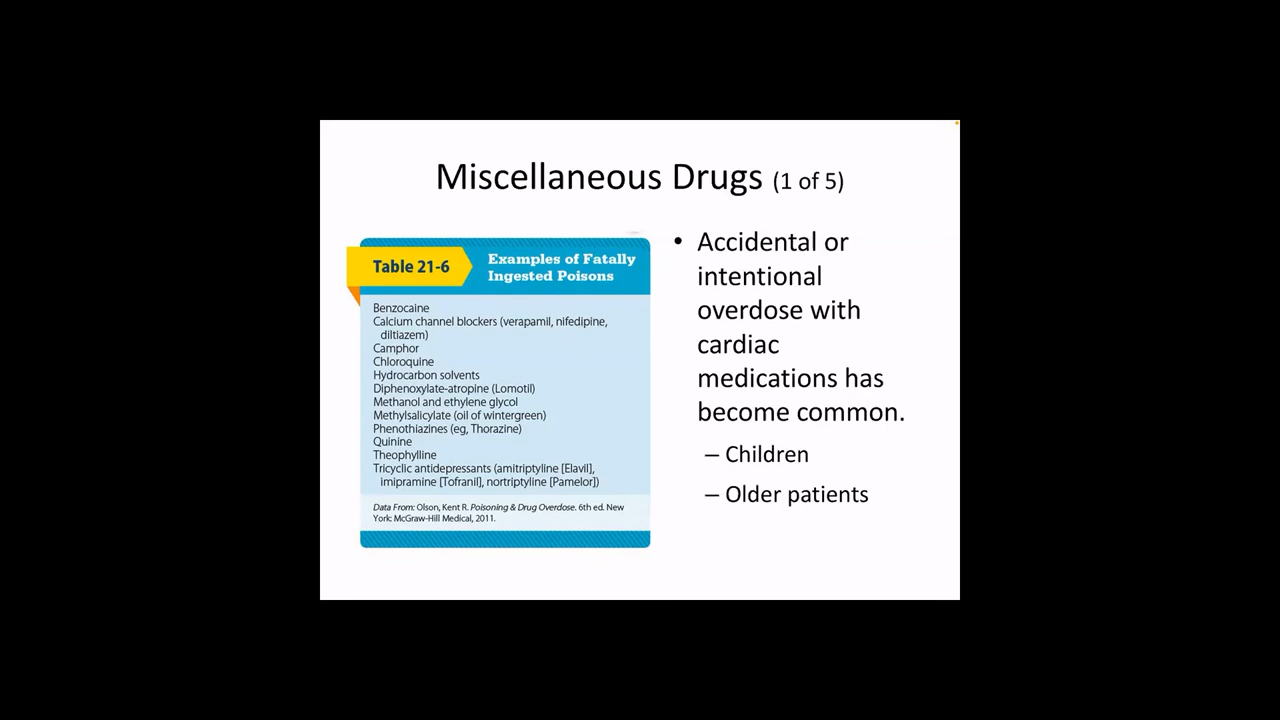 Miscellaneous Drugs (1 of 5)
Table 21-6
Examples of Fatally
Ingested Poisons
Benzocaine
Calcium channel blockers (verapamil, nifedipine,
diltiazem)
Camphor
Chloroquine
Hydrocarbon solvents
Diphenoxylate-atropine (Lomotil)
Methanol and ethylene glycol
Methylsalicylate (oil of wintergreen)
Phenothiazines (eg, Thorazine)
Quinine
Theophylline
Tricyclic antidepressants (amitriptyline [Elavil],
imipramine [Tofranil], nortriptyline [Pamelor])
Data From: Olson, Kent R. Poisoning & Drug Overdose. 6th ed. New
York: McGraw-Hill Medical, 2011.
• Accidental or
intentional
overdose with
cardiac
medications has
become common.
– Children
– Older patients